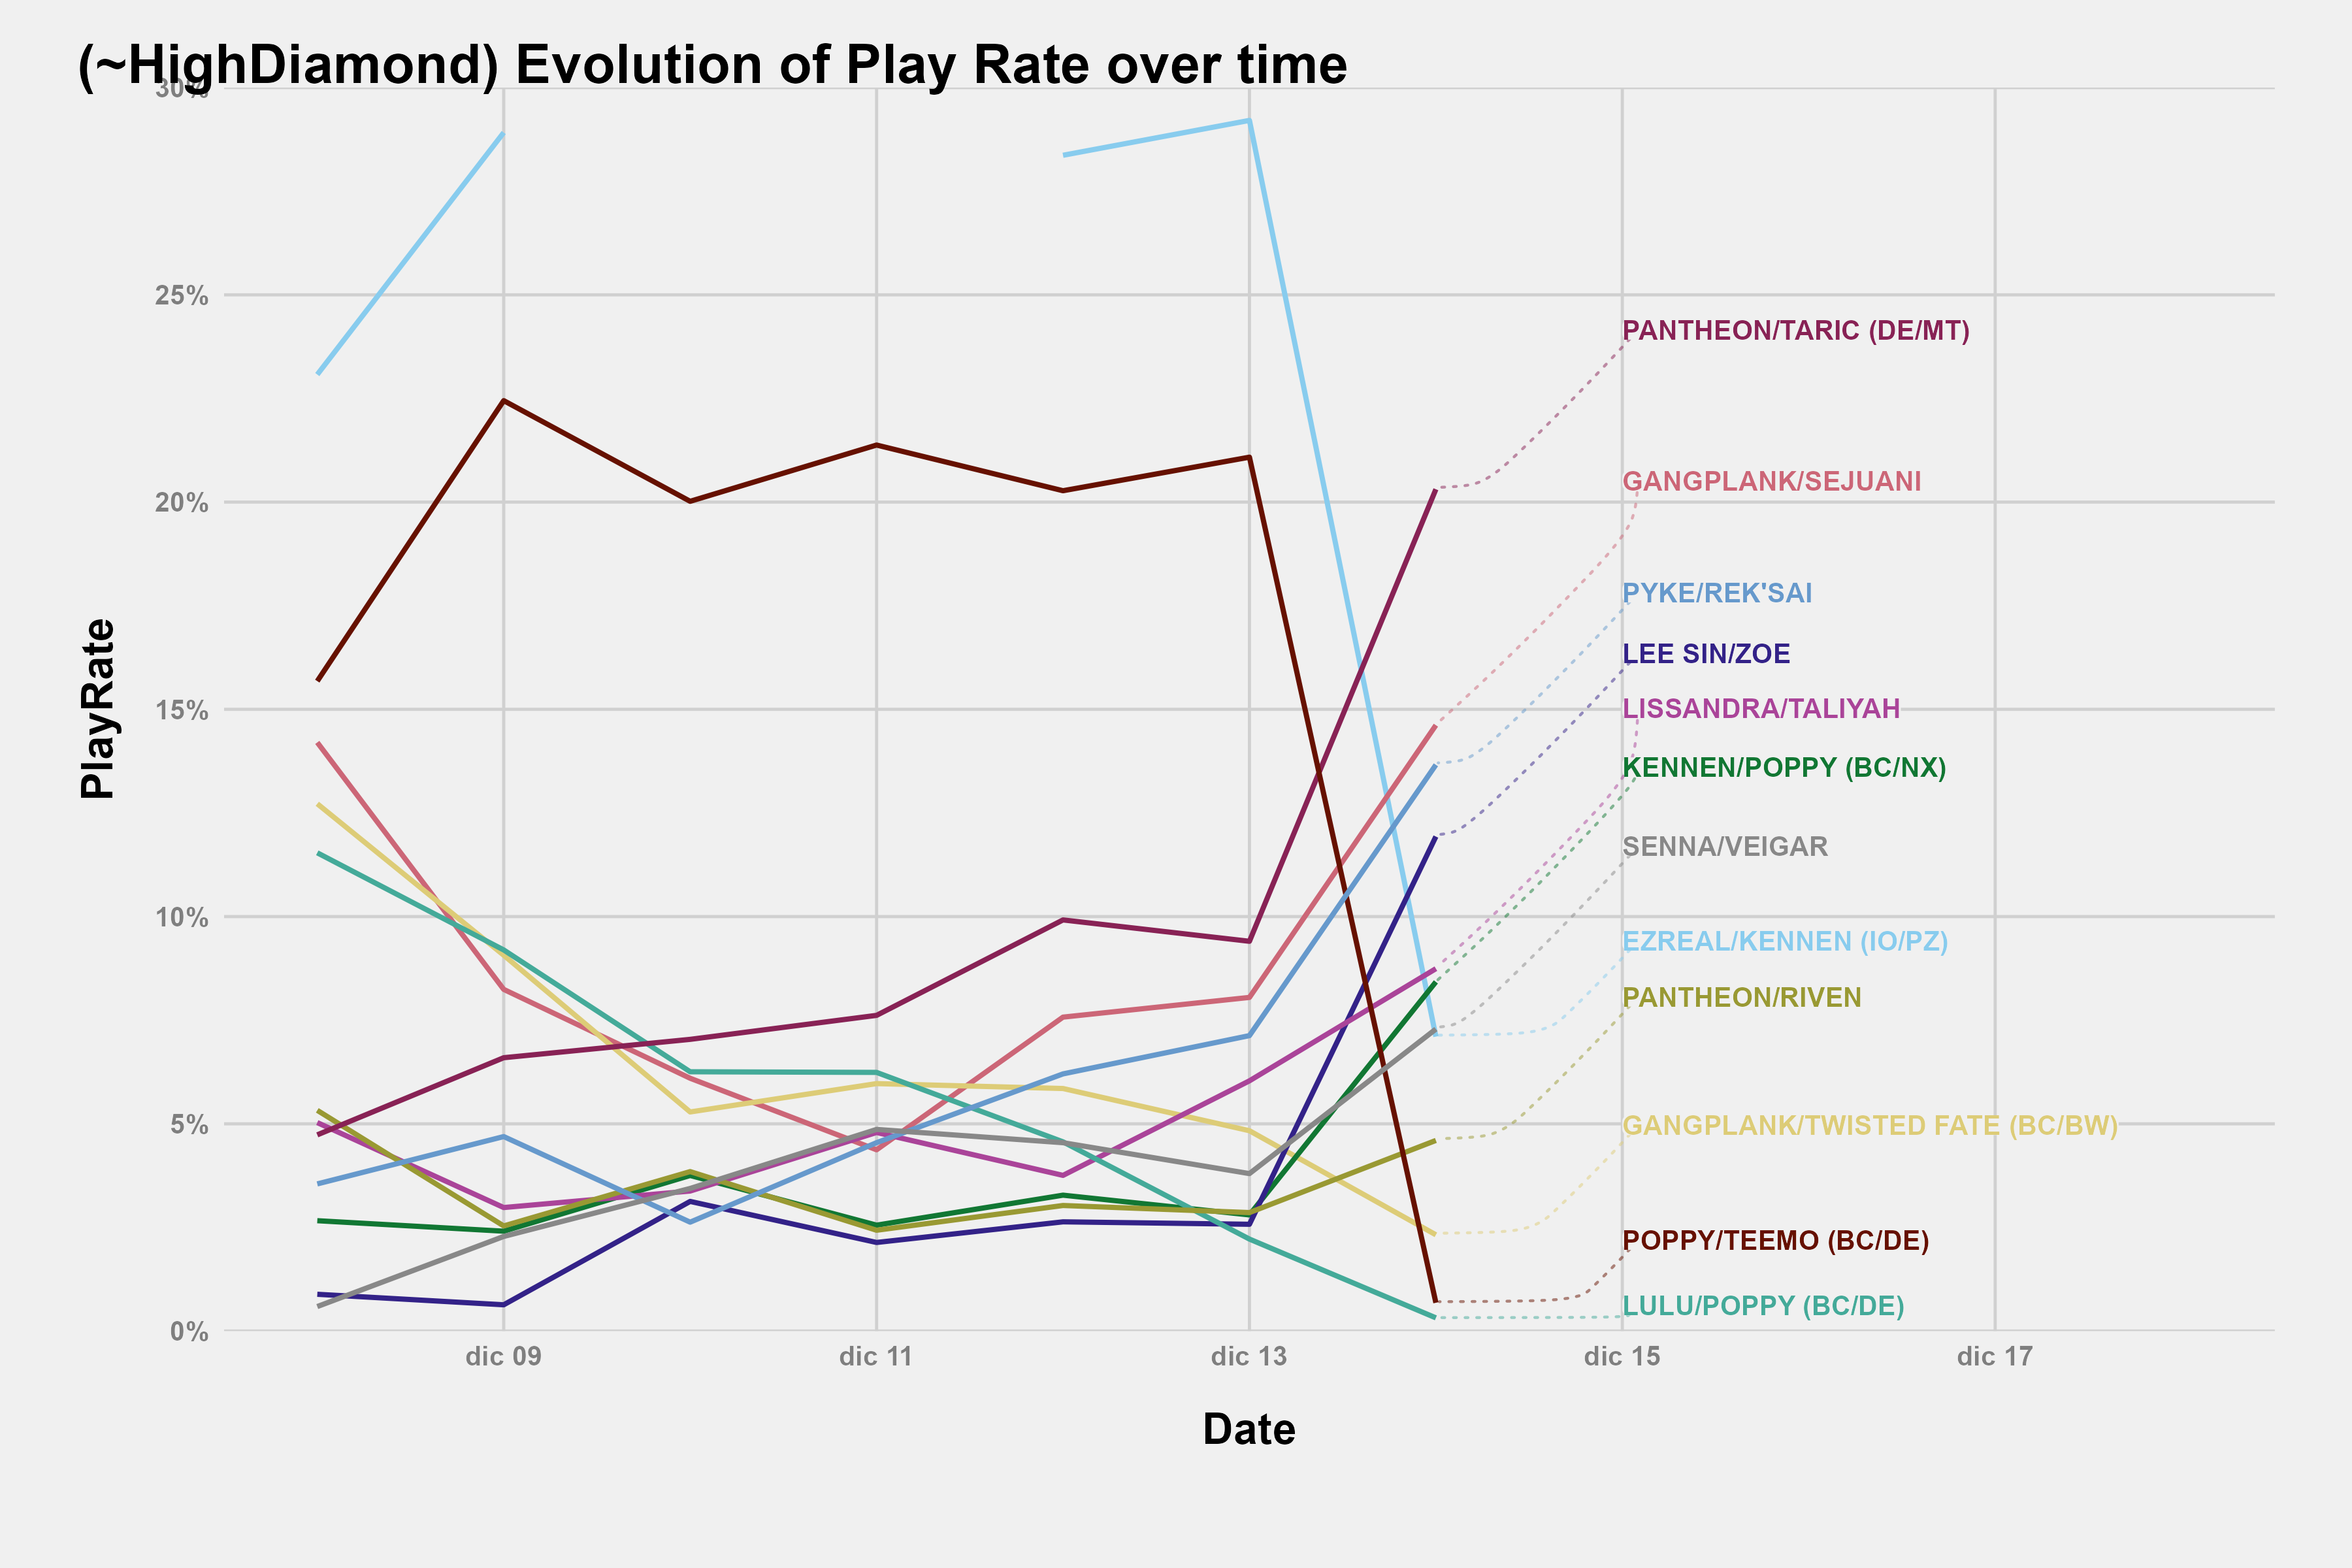 (~HighDiamond) Evolution of Play Rate over time
30%
25%
20%
15%
10%
5%
0%
PlayRate
PANTHEON/TARIC (DE/MT)
GANGPLANK/SEJUANI
PYKE/REK'SAI
LEE SIN/ZOE
LISSANDRA/TALIYAH
KENNEN/POPPY (BC/NX)
SENNA/VEIGAR
EZREAL/KENNEN (IO/PZ)
PANTHEON/RIVEN
GANGPLANK/TWISTED FATE (BC/BW)
POPPY/TEEMO (BC/DE)
LULU/POPPY (BC/DE)
dic 09
dic 11
dic 13
dic 15
dic 17
Date